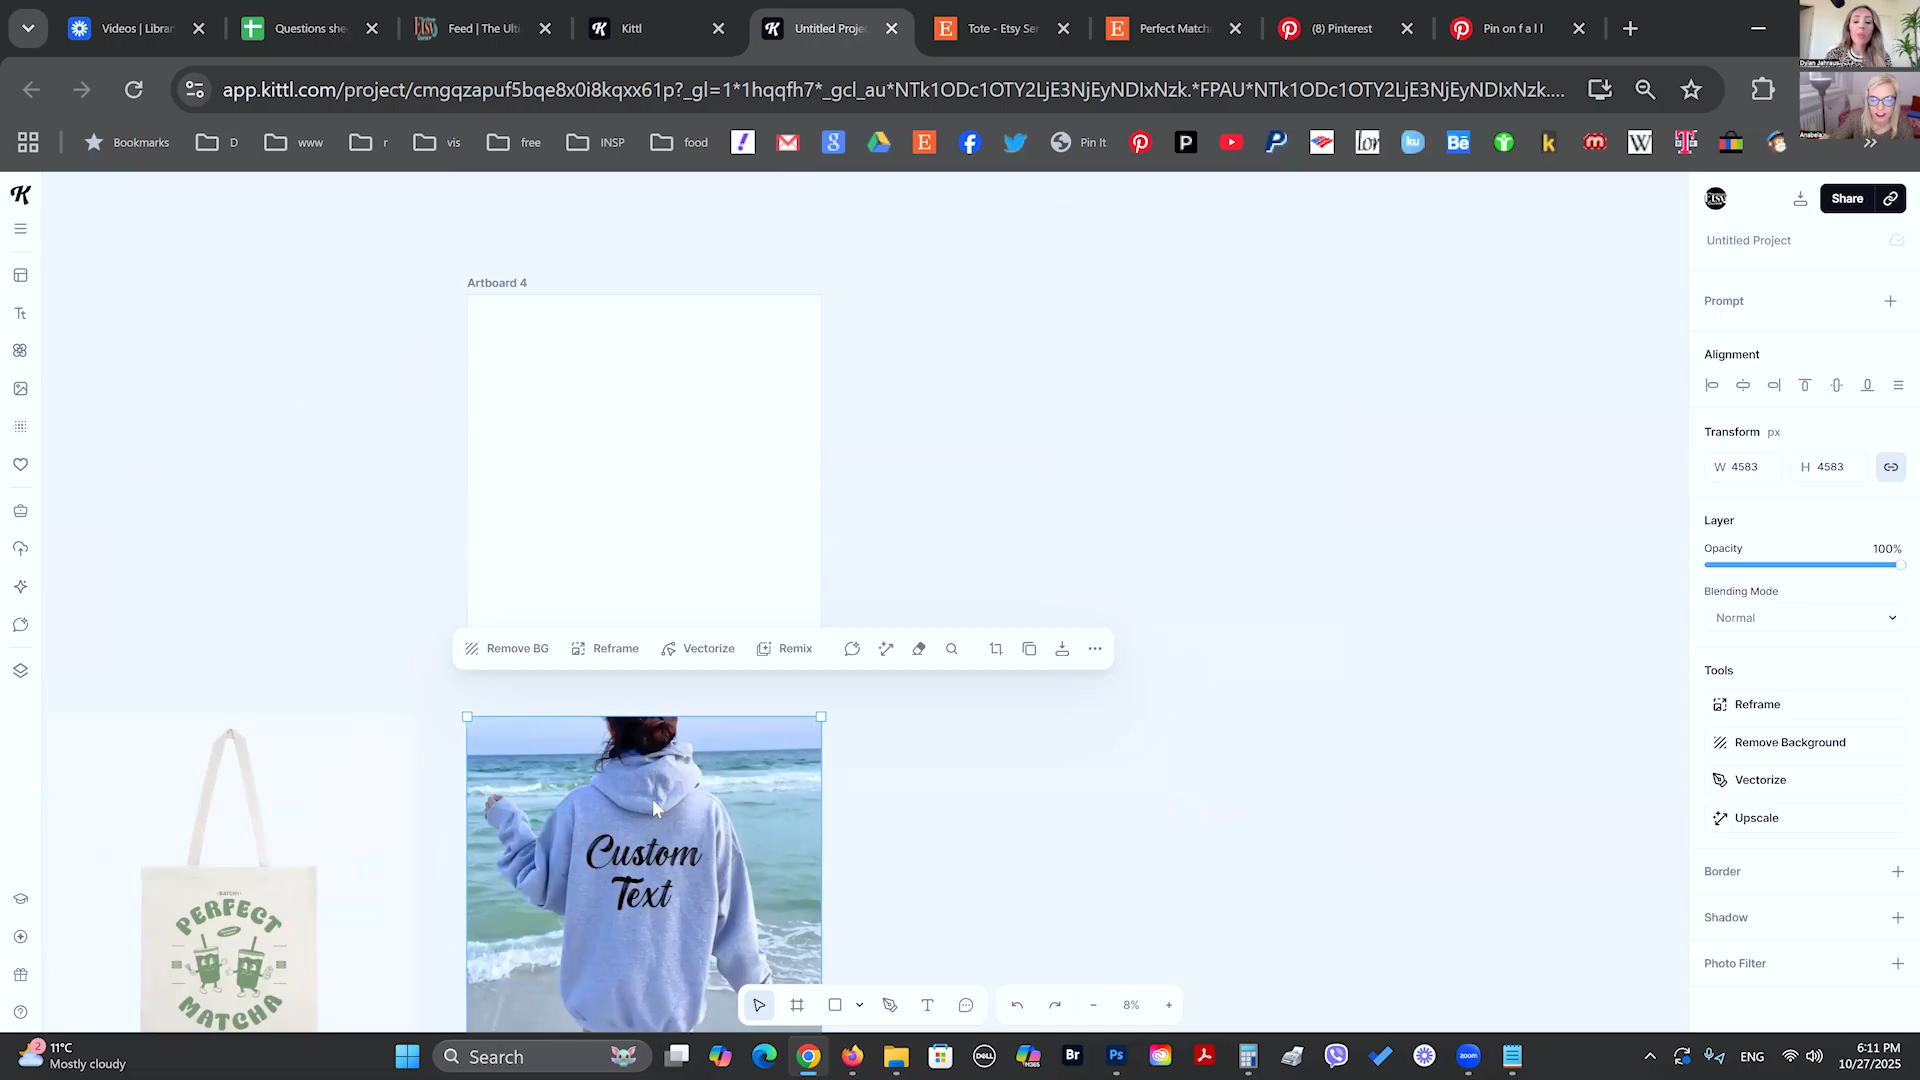 Videos | Librar
Questions she
Feed | The Ulti
Kittl
Untitled Proje
Tote - Etsy Ser
Perfect Match
(8) Pinterest
Pin on f a l l
app.kittl.com/project/cmgqzapuf5bqe8x0i8kqxx61p?_gl=1*1hqqfh7*_gcl_au*NTk1ODc1OTY2LjE3NjEyNDIxNzk.*FPAU*NTk1ODc1OTY2LjE3NjEyNDIxNzk....
Dylan Jahraus
Anabela
Bookmarks
D
www
r
vis
free
INSP
food
Pin It
Share
Untitled Project
Artboard 4
Prompt
Alignment
Transform px
W 4583
H 4583
Layer
Opacity
100%
Blending Mode
Normal
Remove BG
Reframe
Vectorize
Remix
Tools
Reframe
Remove Background
Vectorize
Upscale
Border
Shadow
Photo Filter
Custom
Text
PERFECT
MATCHA
8%
11°C
Mostly cloudy
Search
ENG
6:11 PM
10/27/2025